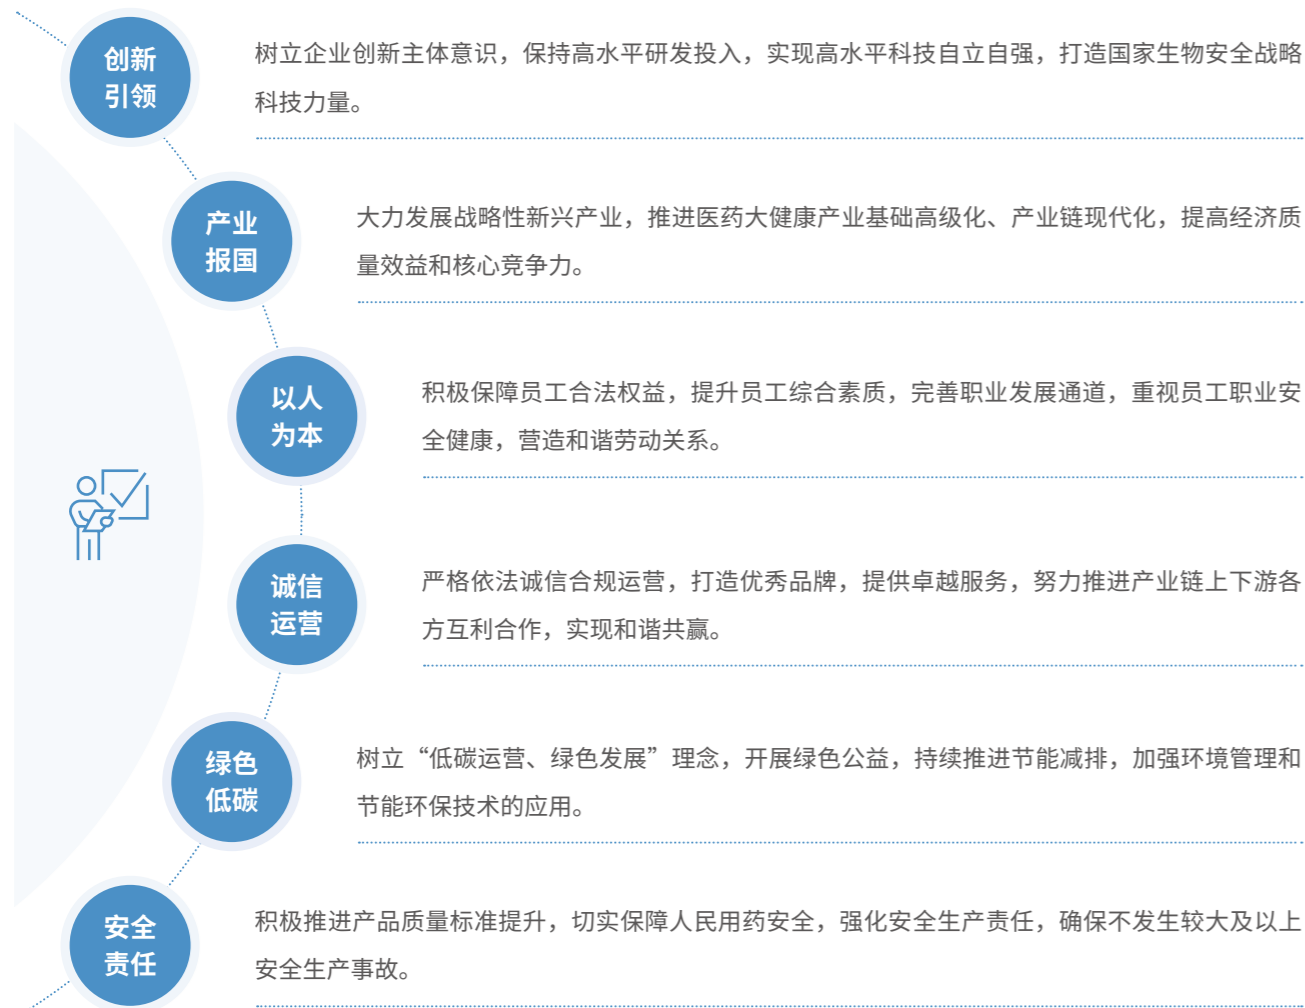 创新
引领
树立企业创新主体意识，保持高水平研发投入，实现高水平科技自立自强，打造国家生物安全战略
科技力量。
产业
报国
大力发展战略性新兴产业，推进医药大健康产业基础高级化、产业链现代化，提高经济质
量效益和核心竞争力。
以人
为本
积极保障员工合法权益，提升员工综合素质，完善职业发展通道，重视员工职业安
全健康，营造和谐劳动关系。
诚信
运营
严格依法诚信合规运营，打造优秀品牌，提供卓越服务，努力推进产业链上下游各
方互利合作，实现和谐共赢。
绿色
低碳
树立“低碳运营、绿色发展”理念，开展绿色公益，持续推进节能减排，加强环境管理和
节能环保技术的应用。
安全
责任
积极推进产品质量标准提升，切实保障人民用药安全，强化安全生产责任，确保不发生较大及以上
安全生产事故。